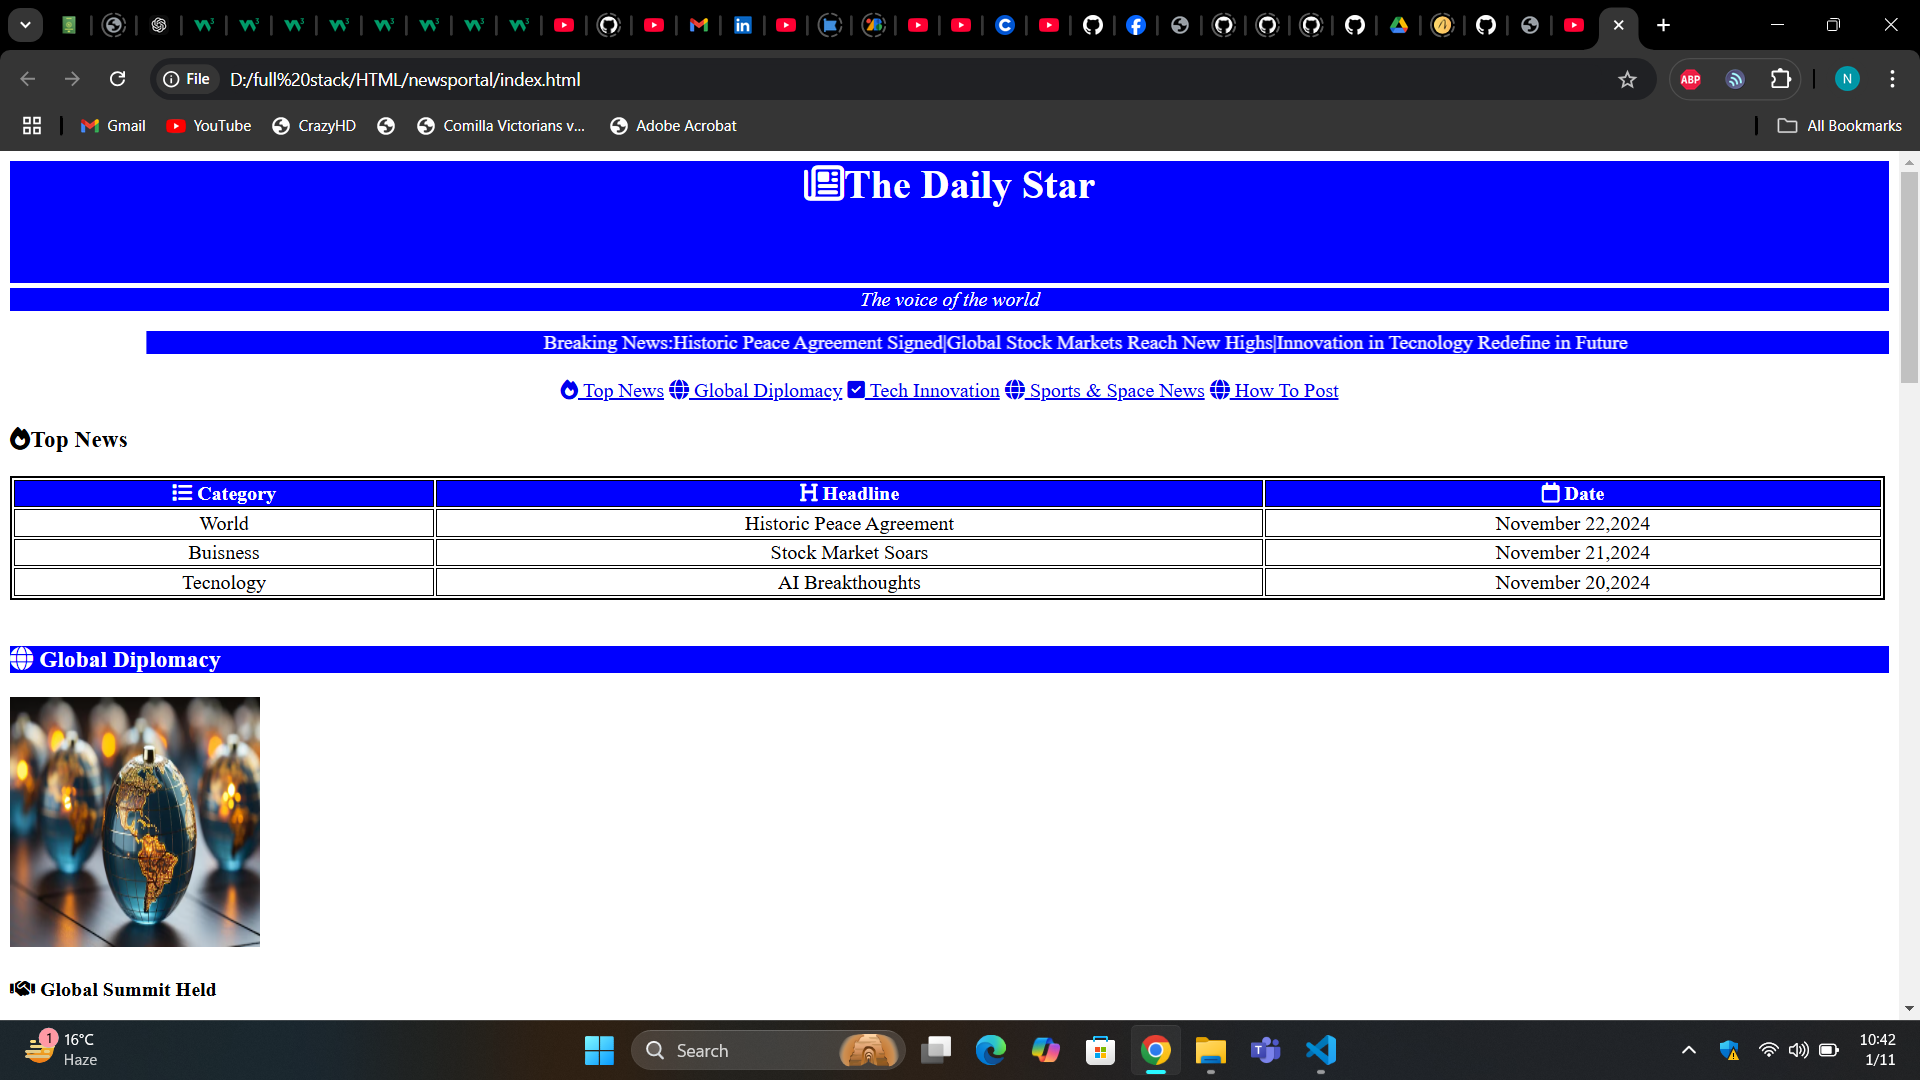 File
D:/full%20stack/HTML/newsportal/index.html
ABP
N
Gmail
YouTube
CrazyHD
Comilla Victorians v...
Adobe Acrobat
All Bookmarks
The Daily Star
The voice of the world
Breaking News:Historic Peace Agreement Signed|Global Stock Markets Reach New Highs|Innovation in Tecnology Redefine in Future
Top News Global Diplomacy Tech Innovation Sports & Space News How To Post
Top News
Category Headline Date
World Historic Peace Agreement November 22,2024
Buisness Stock Market Soars November 21,2024
Tecnology AI Breakthoughts November 20,2024
Global Diplomacy
Global Summit Held
1
16°C
Haze
Search
10:42
1/11